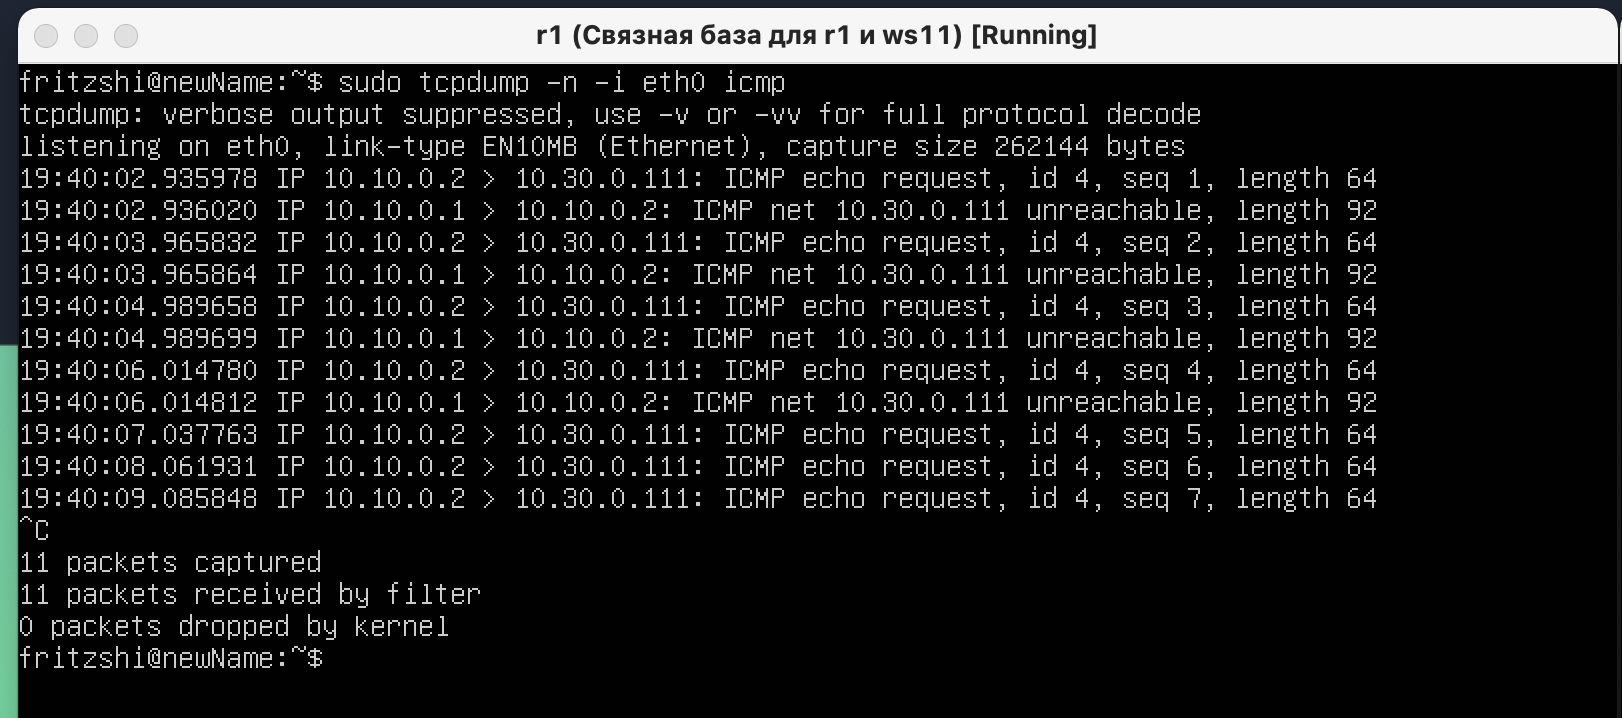 r1 (Связная база для r1 и ws11) [Running]
fritzshi@newName:~$ sudo tcpdump -n -i eth0 icmp
tcpdump: verbose output suppressed, use -v or -vv for full protocol decode
listening on eth0, link-type EN10MB (Ethernet), capture size 262144 bytes
19:40:02.935978 IP 10.10.0.2 > 10.30.0.111: ICMP echo request, id 4, seq 1, length 64
19:40:02.936020 IP 10.10.0.1 > 10.10.0.2: ICMP net 10.30.0.111 unreachable, length 92
19:40:03.965832 IP 10.10.0.2 > 10.30.0.111: ICMP echo request, id 4, seq 2, length 64
19:40:03.965864 IP 10.10.0.1 > 10.10.0.2: ICMP net 10.30.0.111 unreachable, length 92
19:40:04.989658 IP 10.10.0.2 > 10.30.0.111: ICMP echo request, id 4, seq 3, length 64
19:40:04.989699 IP 10.10.0.1 > 10.10.0.2: ICMP net 10.30.0.111 unreachable, length 92
19:40:06.014780 IP 10.10.0.2 > 10.30.0.111: ICMP echo request, id 4, seq 4, length 64
19:40:06.014812 IP 10.10.0.1 > 10.10.0.2: ICMP net 10.30.0.111 unreachable, length 92
19:40:07.037763 IP 10.10.0.2 > 10.30.0.111: ICMP echo request, id 4, seq 5, length 64
19:40:08.061931 IP 10.10.0.2 > 10.30.0.111: ICMP echo request, id 4, seq 6, length 64
19:40:09.085848 IP 10.10.0.2 > 10.30.0.111: ICMP echo request, id 4, seq 7, length 64
^C
11 packets captured
11 packets received by filter
0 packets dropped by kernel
fritzshi@newName:~$